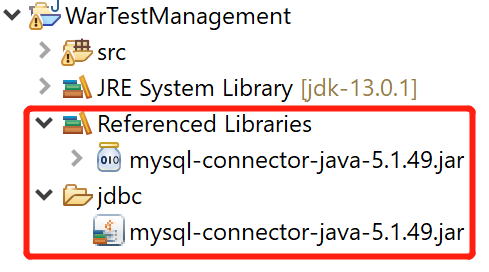 WarTestManagement
src
JRE System Library [jdk-13.0.1]
Referenced Libraries
010 mysql-connector-java-5.1.49.jar
jdbc
mysql-connector-java-5.1.49.jar